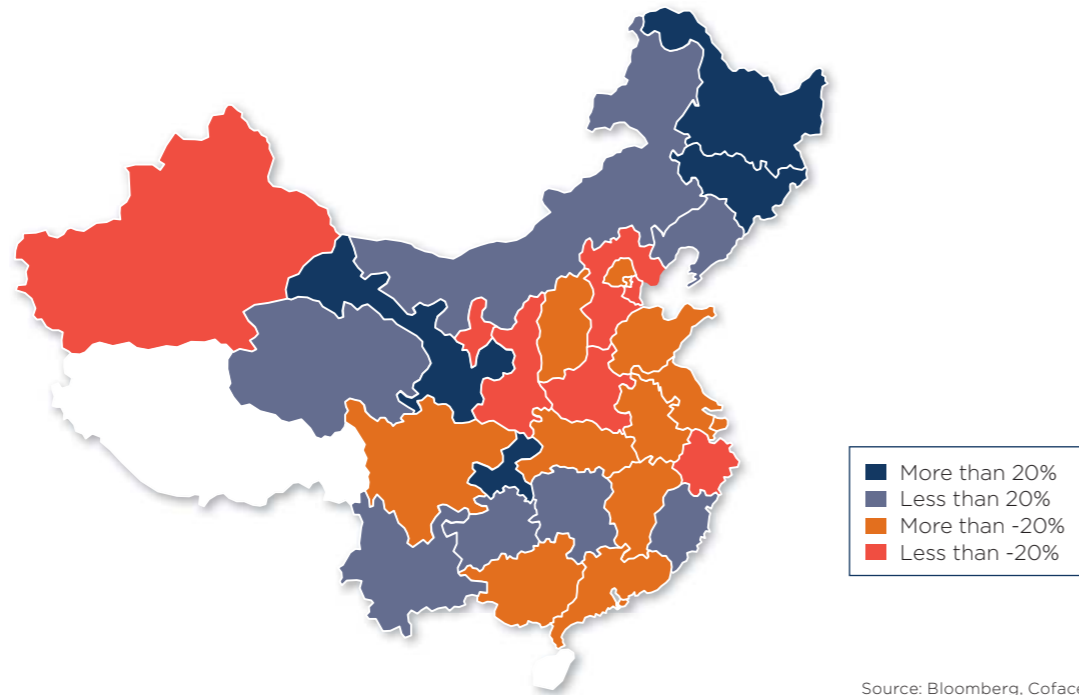 More than 20%
Less than 20%
More than -20%
Less than -20%
Source: Bloomberg, Coface